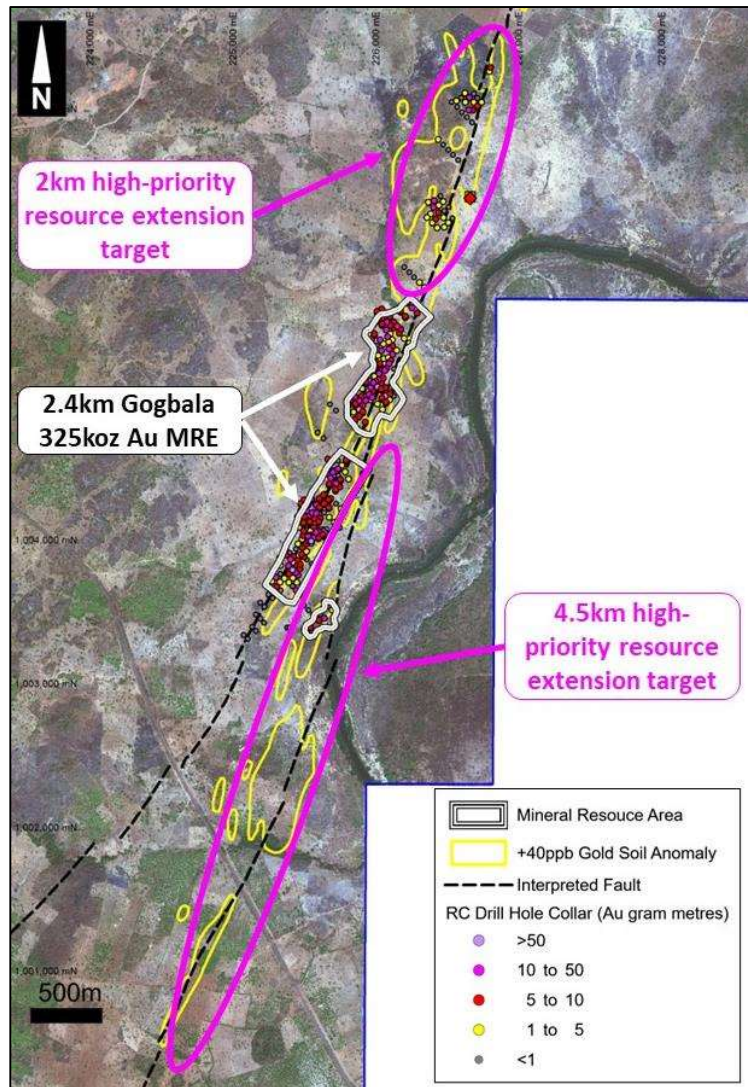 224,000 mE
225,000 mE
226,000 mE
227,000 mE
228,000 mE
N
2km high-priority
resource extension
target
2.4km Gogbala
325koz Au MRE
1,004,000 mN
4.5km high-
priority resource
extension target
1,003,000 mN
1,002,000 mN
1,001,000 mN
500m
Mineral Resouce Area
+40ppb Gold Soil Anomaly
Interpreted Fault
RC Drill Hole Collar (Au gram metres)
>50
10 to 50
5 to 10
1 to 5
<1